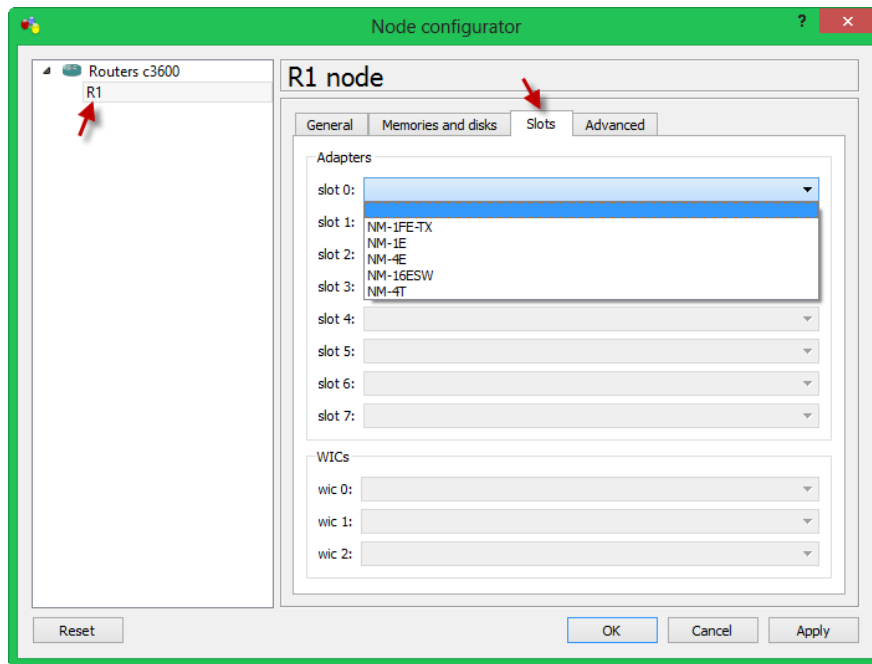 Node configurator
? ×
Routers c3600
R1
R1 node
General Memories and disks Slots Advanced
Adapters
slot 0:
slot 1:
NM-1FE-TX
NM-1E
slot 2:
NM-4E
NM-16ESW
slot 3:
NM-4T
slot 4:
slot 5:
slot 6:
slot 7:
WICs
wic 0:
wic 1:
wic 2:
Reset OK Cancel Apply